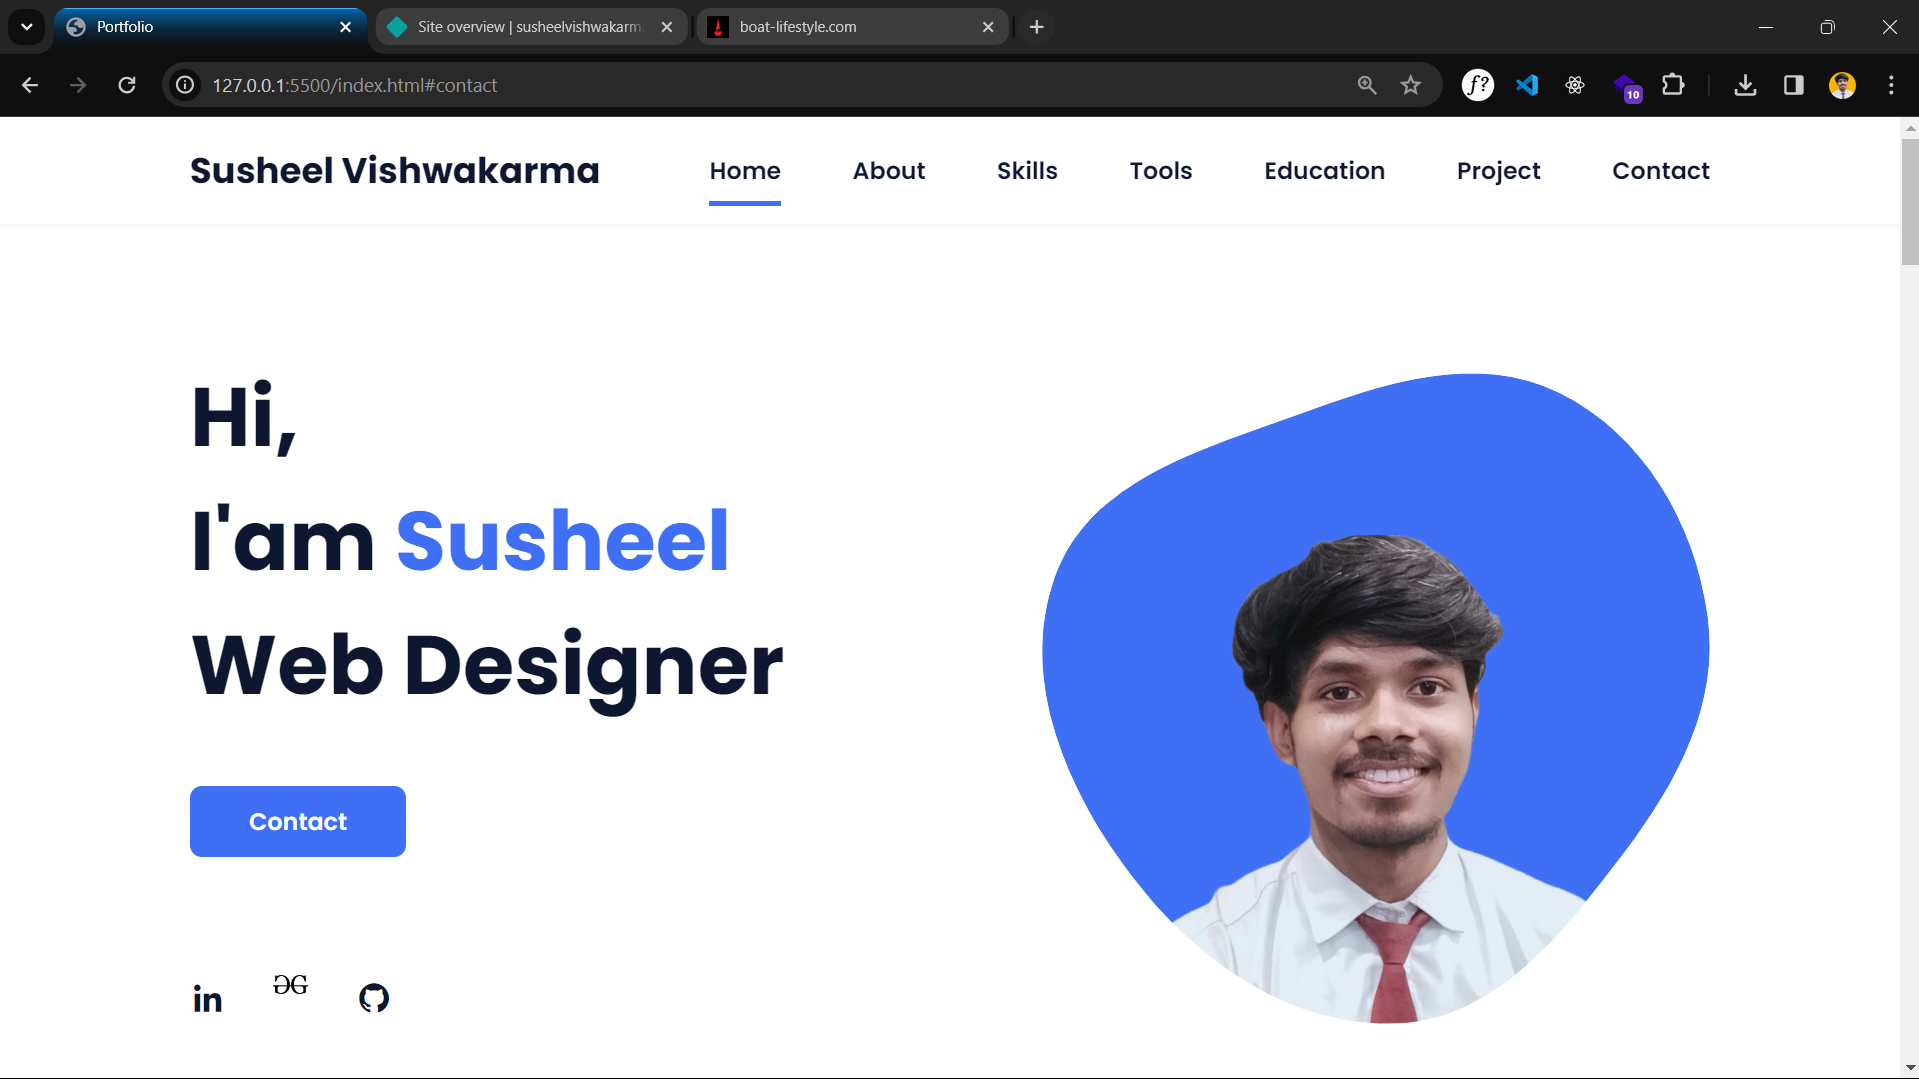 Portfolio
Site overview | susheelvishwakarm
boat-lifestyle.com
127.0.0.1:5500/index.html#contact
f?
10
Susheel Vishwakarma
Home
About
Skills
Tools
Education
Project
Contact
Hi,
I'am Susheel
Web Designer
Contact
in